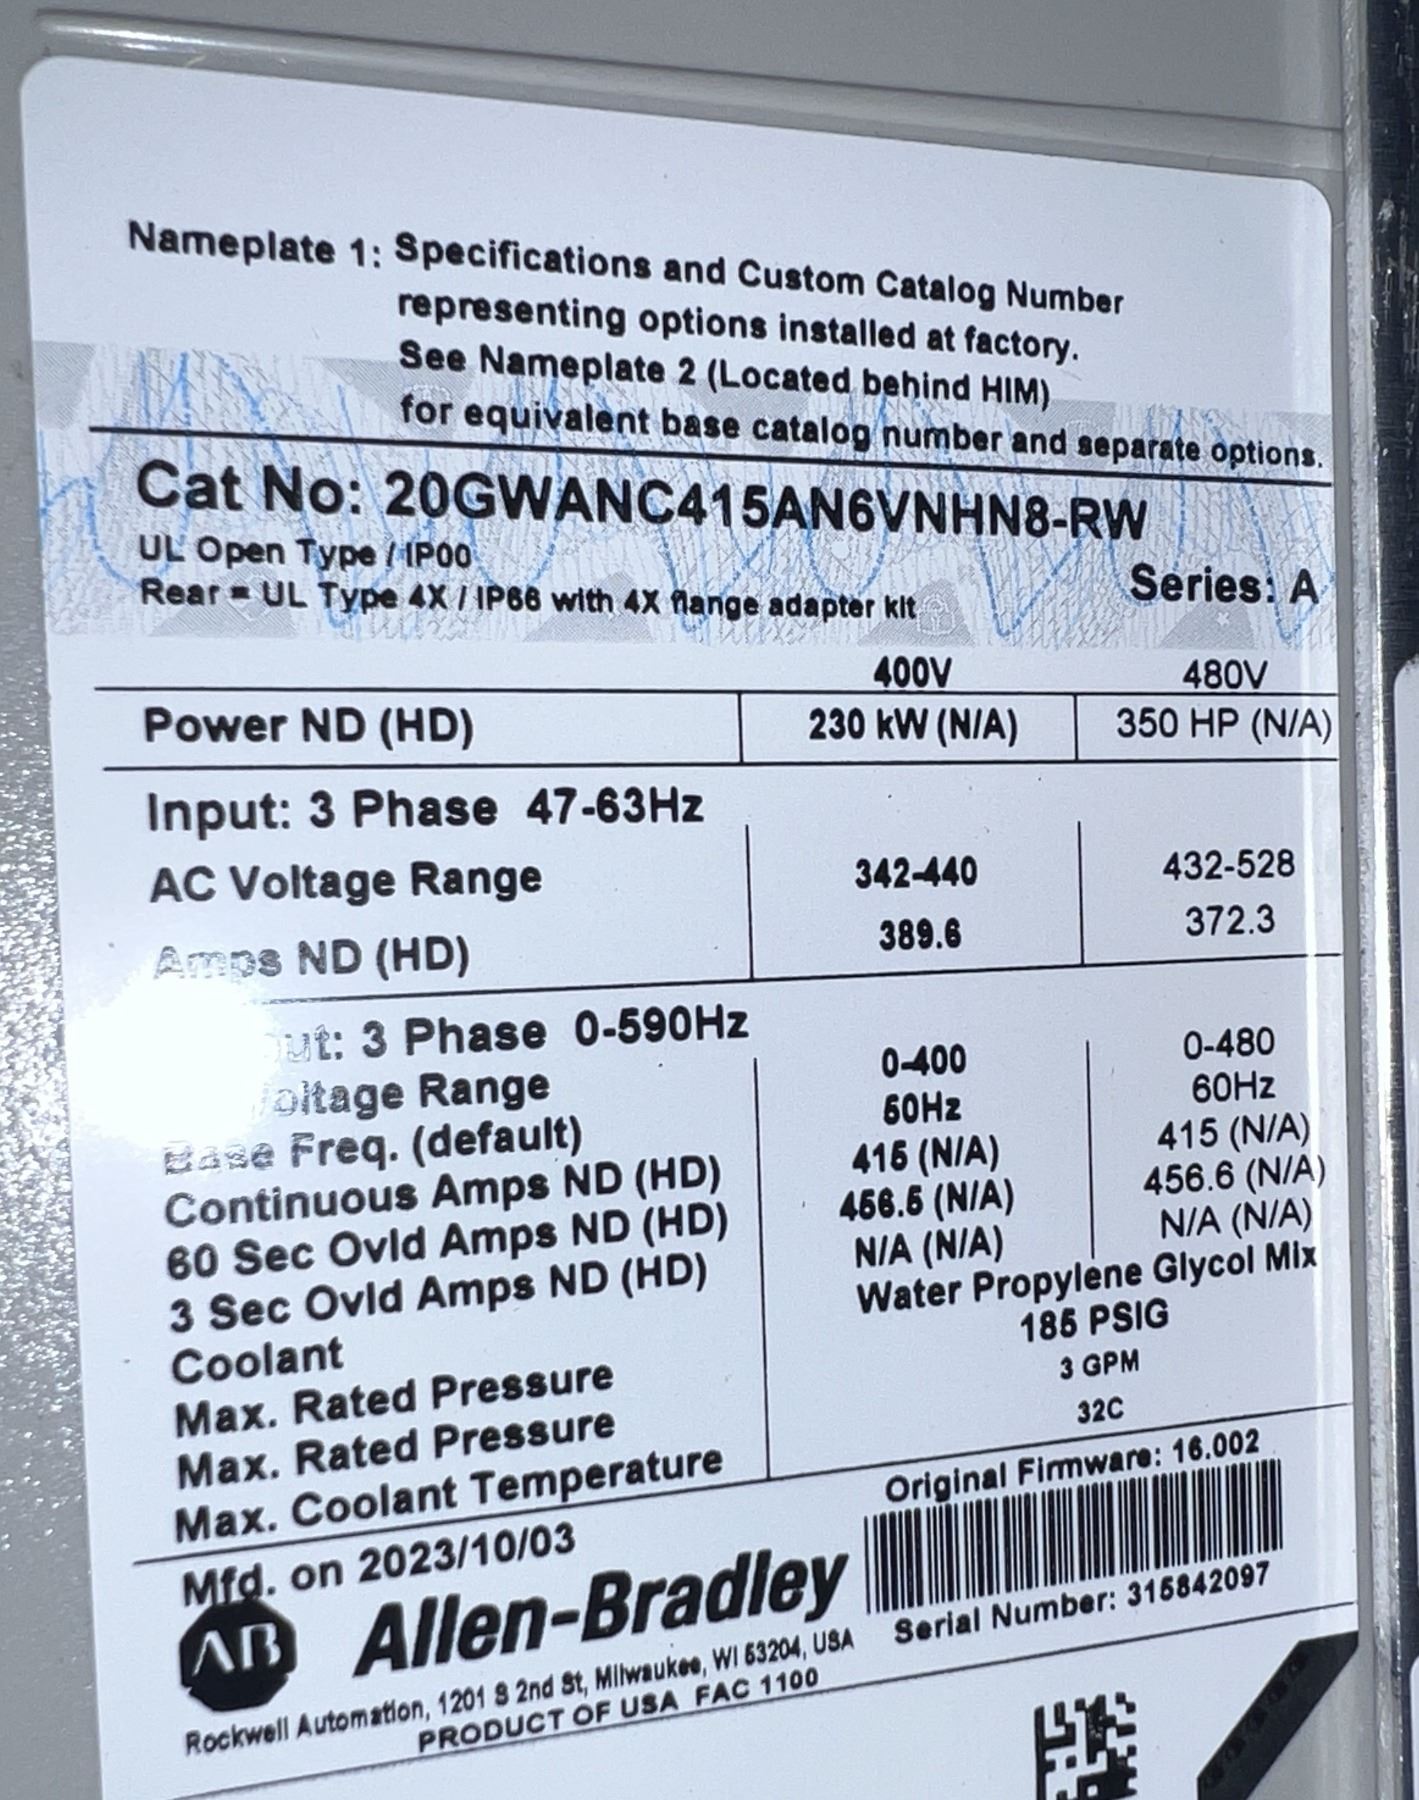 Nameplate 1: Specifications and Custom Catalog Number
representing options installed at factory.
See Nameplate 2 (Located behind HIM)
for equivalent base catalog number and separate options.
Cat No: 20GWANC415AN6VNHN8-RW
UL Open Type / IP00
Rear = UL Type 4X / IP66 with 4X flange adapter kit
Series: A
400V 480V
Power ND (HD) 230 kW (N/A) 350 HP (N/A)
Input: 3 Phase 47-63Hz
AC Voltage Range 342-440 432-528
Amps ND (HD) 389.6 372.3
3 Phase 0-590Hz
Voltage Range 0-400 0-480
Base Freq. (default) 50Hz 60Hz
Continuous Amps ND (HD) 415 (N/A) 415 (N/A)
60 Sec Ovld Amps ND (HD) 456.5 (N/A) 456.6 (N/A)
3 Sec Ovld Amps ND (HD) N/A (N/A) N/A (N/A)
Coolant Water Propylene Glycol Mix
Max. Rated Pressure 185 PSIG
Max. Rated Pressure 3 GPM
Max. Coolant Temperature 32C
Mfd. on 2023/10/03
Original Firmware: 16.002
AB Allen-Bradley
Serial Number: 315842097
Rockwell Automation, 1201 S 2nd St, Milwaukee, WI 53204, USA
PRODUCT OF USA FAC 1100